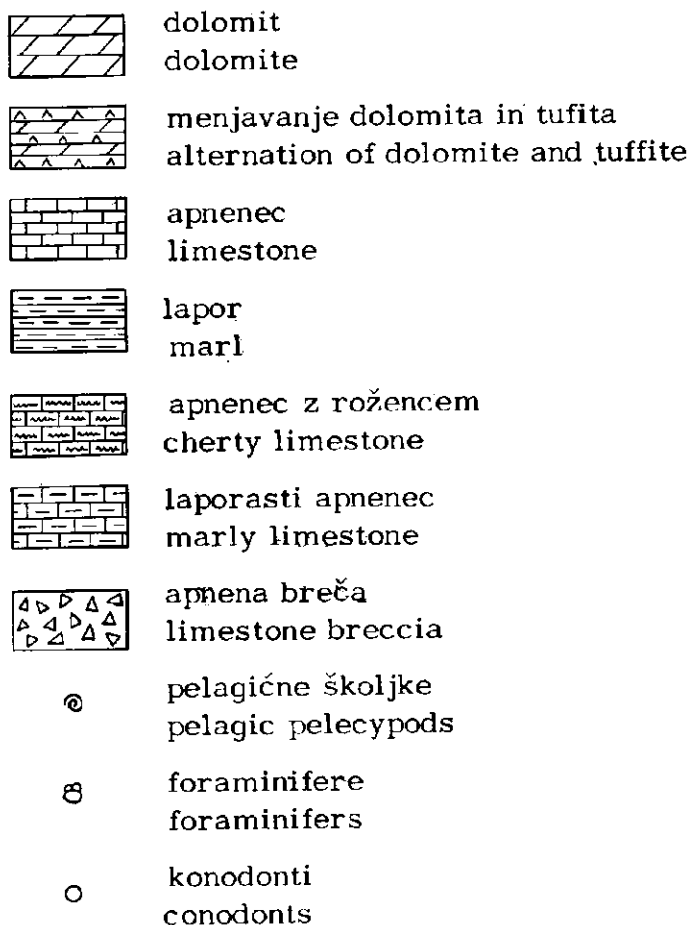 dolomit
dolomite
menjavanje dolomita in tufita
alternation of dolomite and tuffite
apnenec
limestone
lapor
marl
apnenec z rožencem
cherty limestone
laporasti apnenec
marly limestone
apnena breča
limestone breccia
pelagićne školjke
pelagic pelecypods
foraminifere
foraminifers
konodonti
conodonts